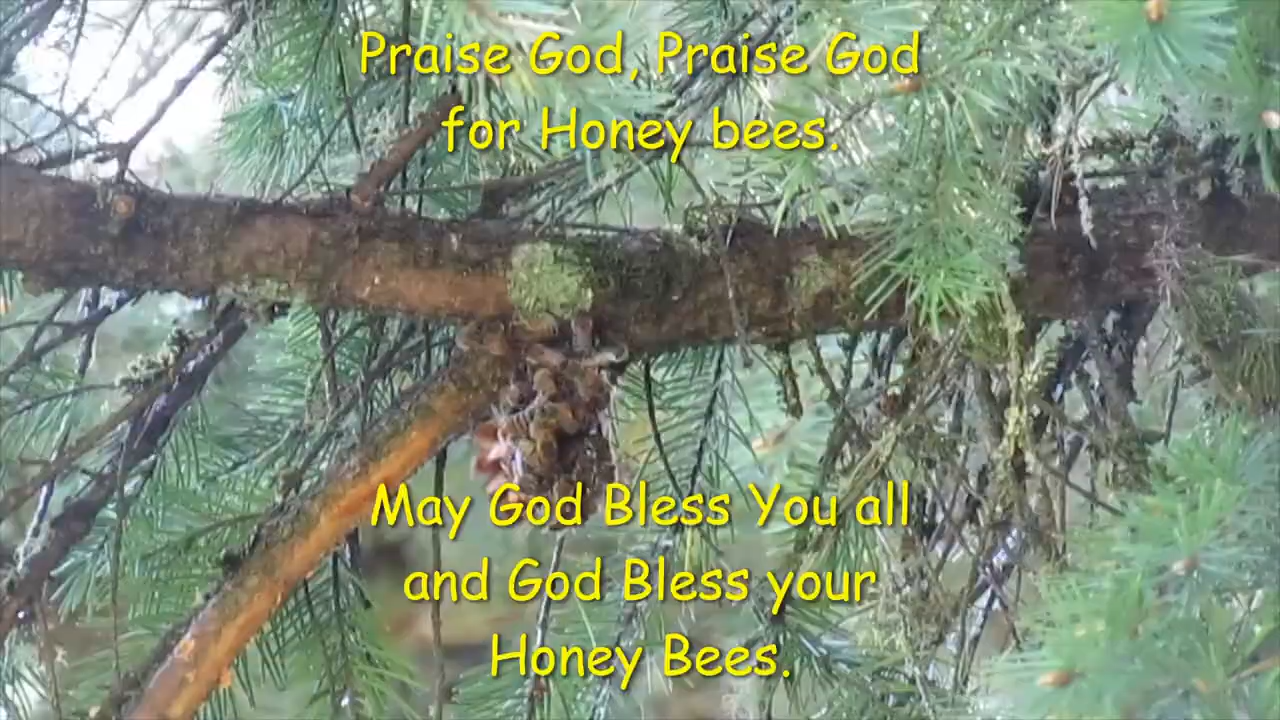 Praise God, Praise God
for Honey bees.
May God Bless You all
and God Bless your
Honey Bees.